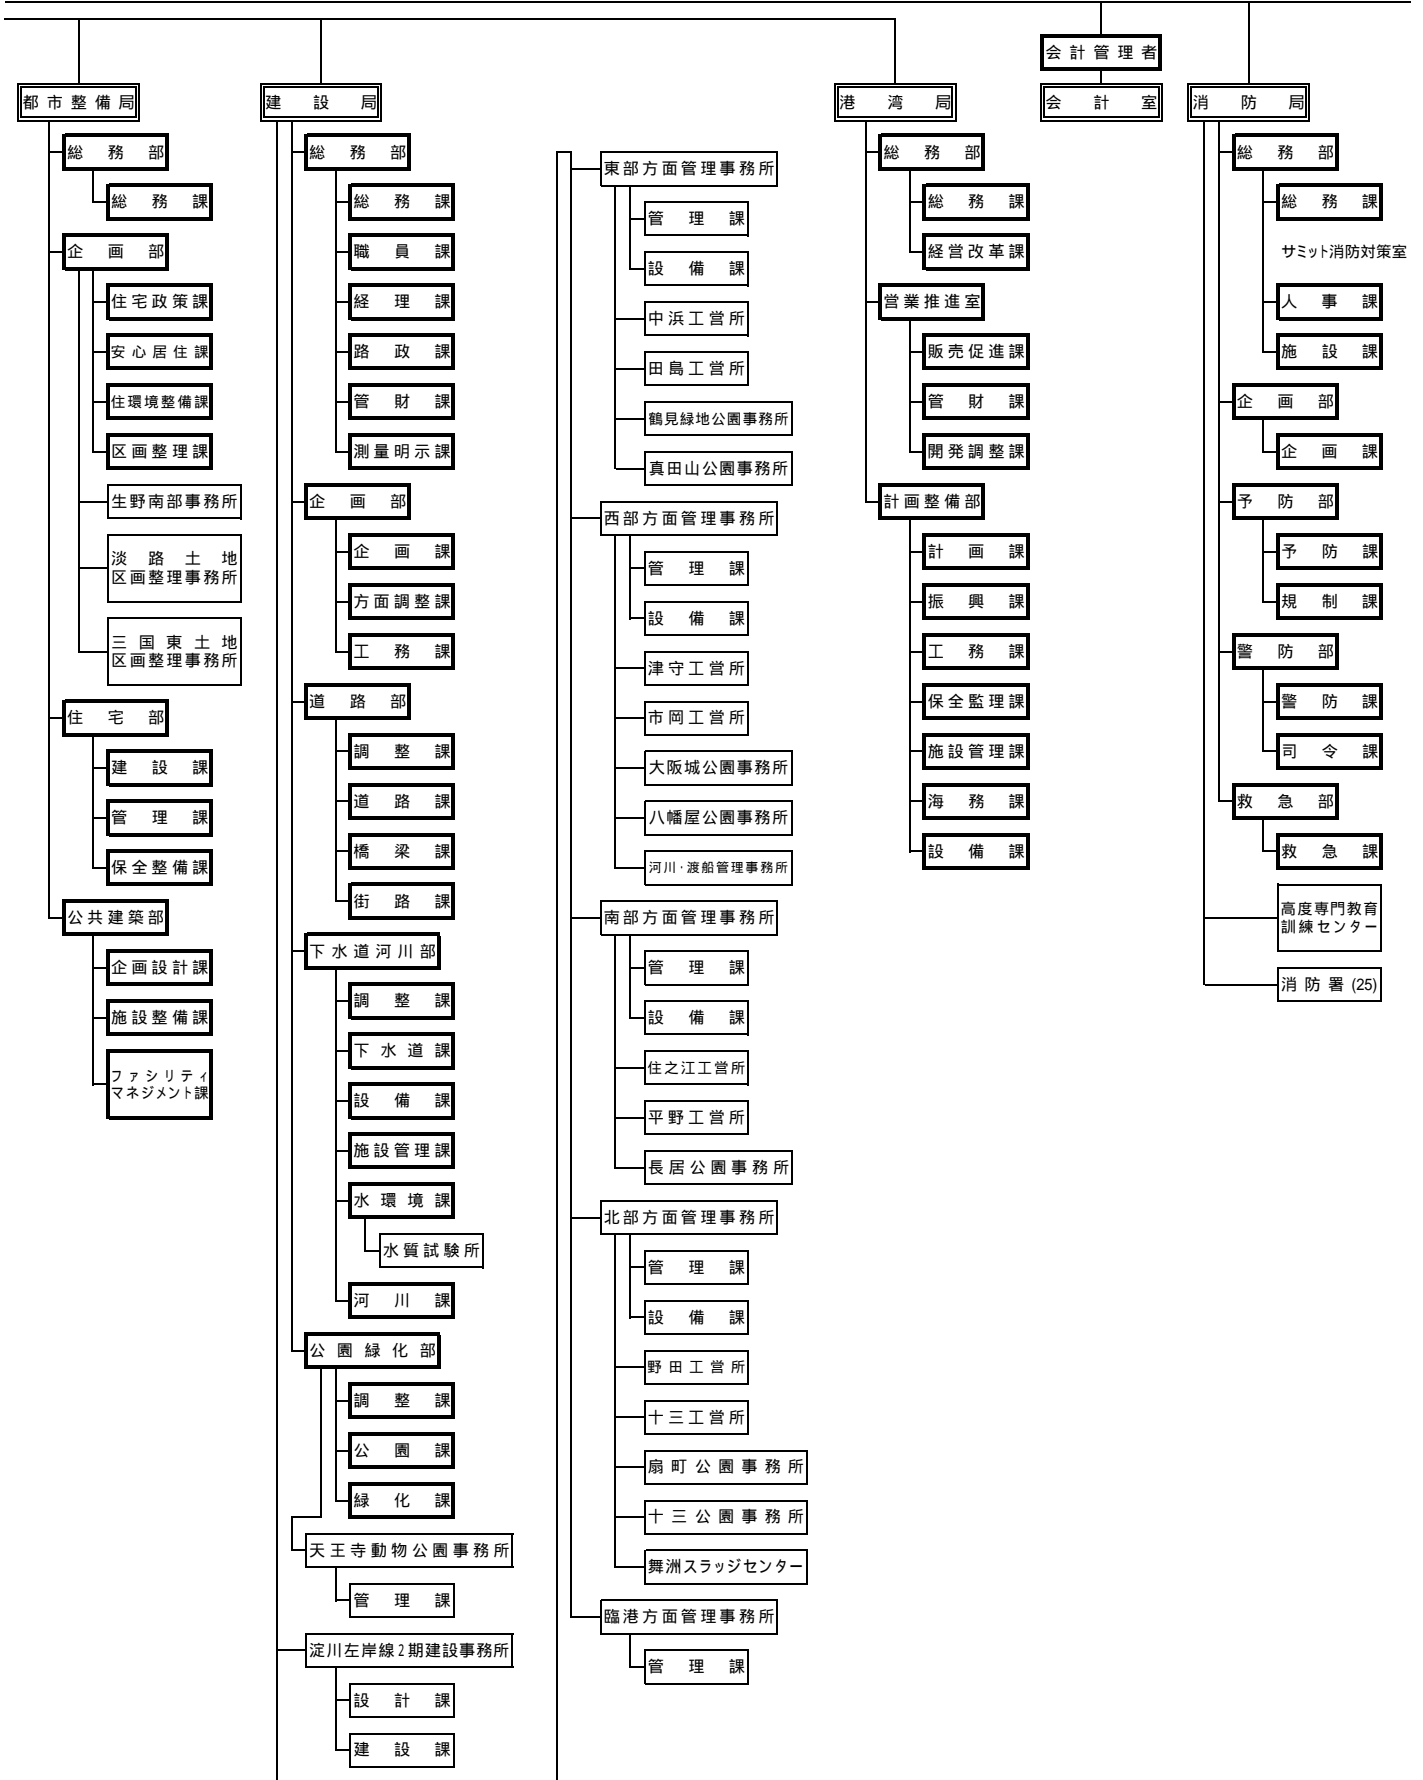 会計管理者
都市整備局
建設局
港湾局
会計室
消防局
総務部
総務課
企画部
住宅政策課
安心居住課
住環境整備課
区画整理課
生野南部事務所
淡路土地
区画整理事務所
三国東土地
区画整理事務所
住宅部
建設課
管理課
保全整備課
公共建築部
企画設計課
施設整備課
ファシリティ
マネジメント課
総務部
総務課
職員課
経理課
路政課
管財課
測量明示課
企画部
企画課
方面調整課
工務課
道路部
調整課
道路課
橋梁課
街路課
下水道河川部
調整課
下水道課
設備課
施設管理課
水環境課
水質試験所
河川課
公園緑化部
調整課
公園課
緑化課
天王寺動物公園事務所
管理課
淀川左岸線2期建設事務所
設計課
建設課
東部方面管理事務所
管理課
設備課
中浜工営所
田島工営所
鶴見緑地公園事務所
真田山公園事務所
西部方面管理事務所
管理課
設備課
津守工営所
市岡工営所
大阪城公園事務所
八幡屋公園事務所
河川・渡船管理事務所
南部方面管理事務所
管理課
設備課
住之江工営所
平野工営所
長居公園事務所
北部方面管理事務所
管理課
設備課
野田工営所
十三工営所
扇町公園事務所
十三公園事務所
舞洲スラッジセンター
臨港方面管理事務所
管理課
総務部
総務課
経営改革課
営業推進室
販売促進課
管財課
開発調整課
計画整備部
計画課
振興課
工務課
保全監理課
施設管理課
海務課
設備課
総務部
総務課
サミット消防対策室
人事課
施設課
企画部
企画課
予防部
予防課
規制課
警防部
警防課
司令課
救急部
救急課
高度専門教育
訓練センター
消防署(25)